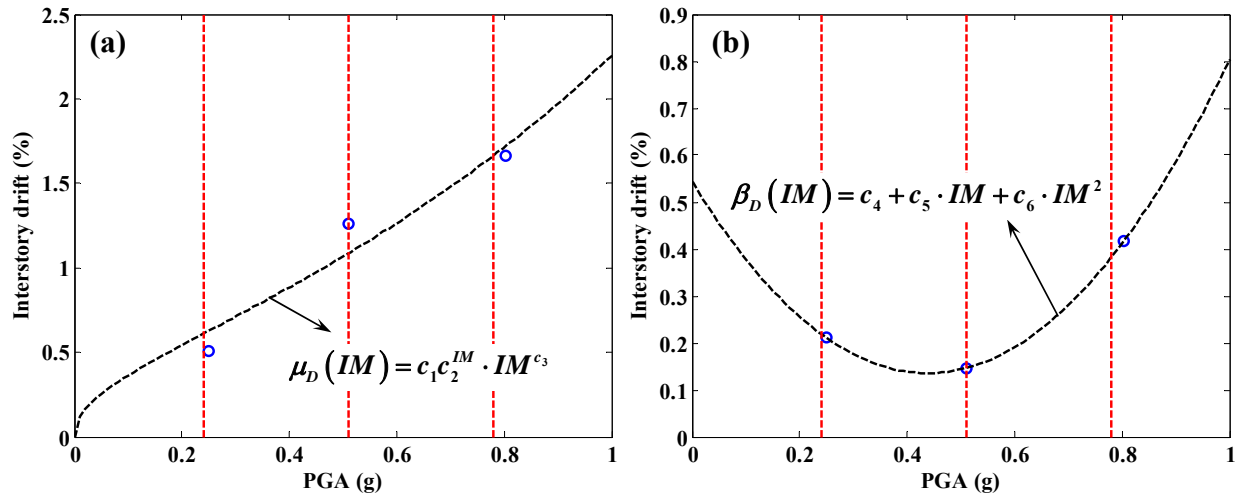 (a)
2.5
2
1.5
1
0.5
0
Interstory drift (%)
μ_D(IM) = c_1c_2^{IM} · IM^{c_3}
0 0.2 0.4 0.6 0.8 1
PGA (g)
(b)
0.9
0.8
0.7
0.6
0.5
0.4
0.3
0.2
0.1
0
Interstory drift (%)
β_D(IM) = c_4 + c_5 · IM + c_6 · IM^2
0 0.2 0.4 0.6 0.8 1
PGA (g)